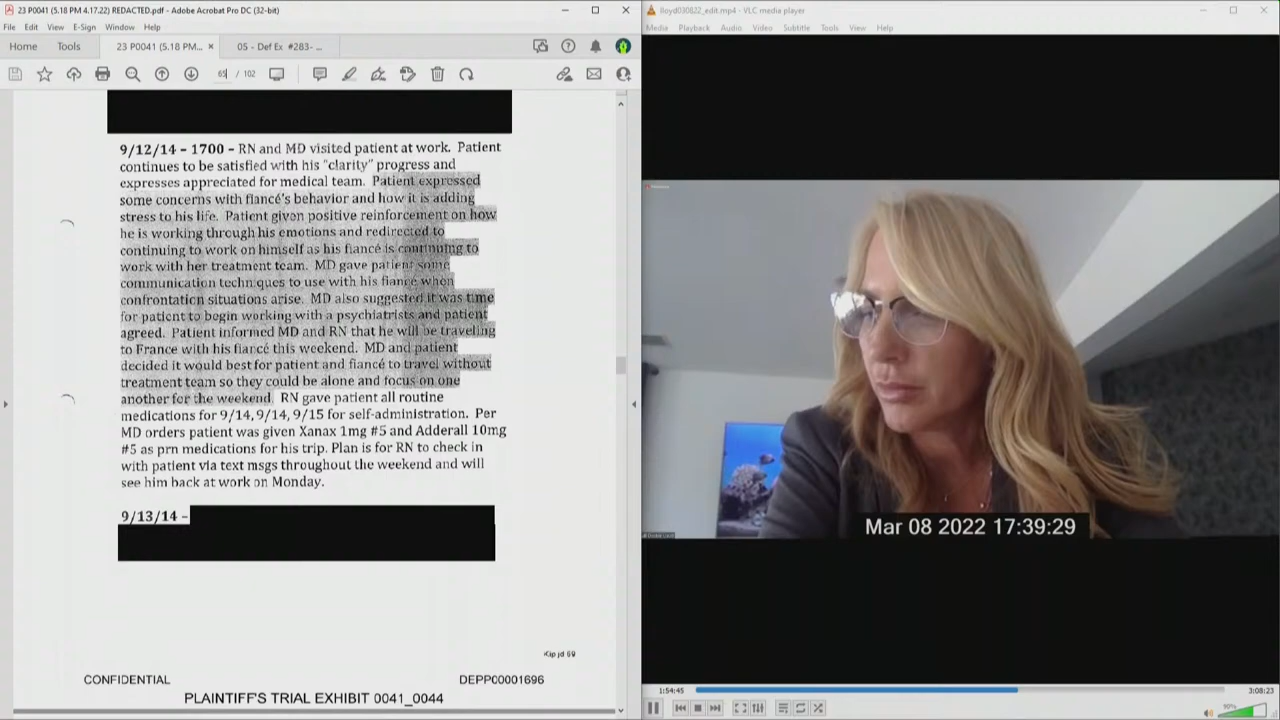 23 P0041 (5.18 PM 4.17.22) REDACTED.pdf - Adobe Acrobat Pro DC (32-bit)
File Edit View E-Sign Window Help
Home Tools 23 P0041 (5.18 PM... × 05 - Def Ex #283-...
65 / 102
9/12/14 – 1700 – RN and MD visited patient at work. Patient
continues to be satisfied with his "clarity" progress and
expresses appreciated for medical team. Patient expressed
some concerns with fiancé's behavior and how it is adding
stress to his life. Patient given positive reinforcement on how
he is working through his emotions and redirected to
continuing to work on himself as his fiancé is continuing to
work with her treatment team. MD gave patient some
communication techniques to use with his fiancé when
confrontation situations arise. MD also suggested it was time
for patient to begin working with a psychiatrists and patient
agreed. Patient informed MD and RN that he will be traveling
to France with his fiancé this weekend. MD and patient
decided it would best for patient and fiancé to travel without
treatment team so they could be alone and focus on one
another for the weekend. RN gave patient all routine
medications for 9/14, 9/14, 9/15 for self-administration. Per
MD orders patient was given Xanax 1mg #5 and Adderall 10mg
#5 as prn medications for his trip. Plan is for RN to check in
with patient via text msgs throughout the weekend and will
see him back at work on Monday.
9/13/14 –
Kip jd 69
CONFIDENTIAL DEPP00001696
PLAINTIFF'S TRIAL EXHIBIT 0041_0044
lloyd030822_edit.mp4 - VLC media player
Media Playback Audio Video Subtitle Tools View Help
Mar 08 2022 17:39:29
1:54:45 3:08:23
90%